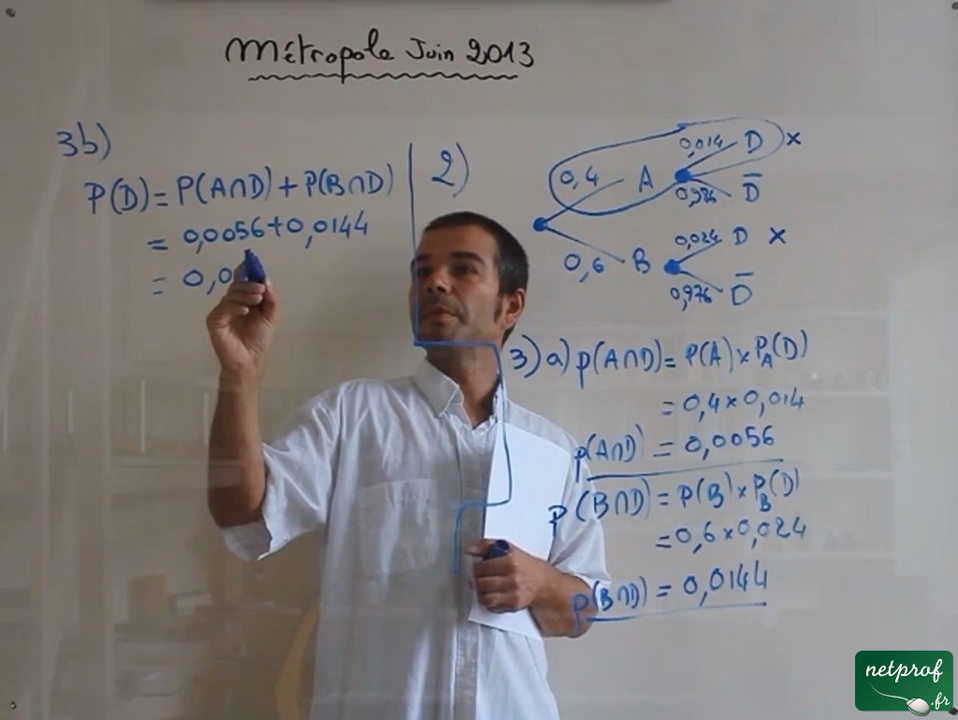 Métropole Juin 2013
3b)
P(D) = P(A∩D) + P(B∩D)
= 0,0056 + 0,0144
= 0,0
2)
0,4 A 0,014 D x
0,986 D̅
0,6 B 0,024 D x
0,976 D̅
3) a) p(A∩D) = P(A) × P_A(D)
= 0,4 × 0,014
p(A∩D) = 0,0056
p(B∩D) = P(B) × P_B(D)
= 0,6 × 0,024
p(B∩D) = 0,0144
netprof
.fr